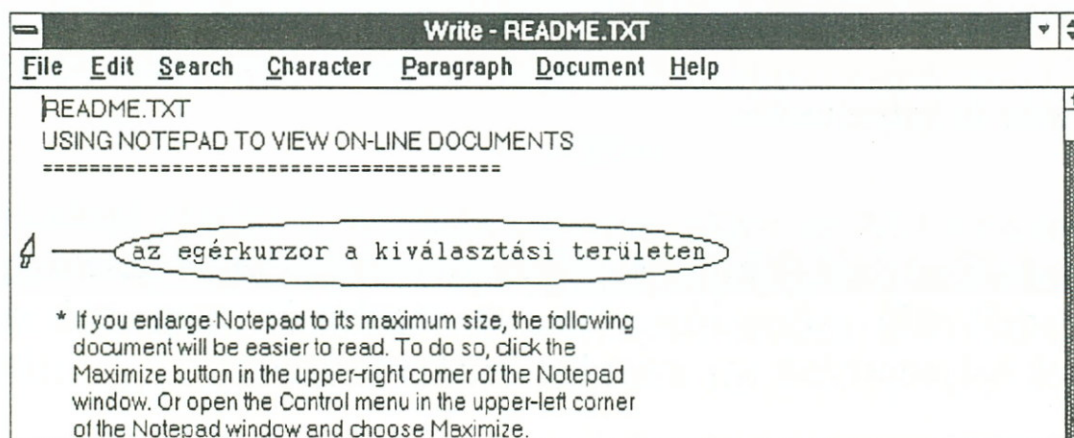 Write - README.TXT
File Edit Search Character Paragraph Document Help
README.TXT
USING NOTEPAD TO VIEW ON-LINE DOCUMENTS
=======================================
az egérkurzor a kiválasztási területen
* If you enlarge Notepad to its maximum size, the following
document will be easier to read. To do so, click the
Maximize button in the upper-right corner of the Notepad
window. Or open the Control menu in the upper-left corner
of the Notepad window and choose Maximize.